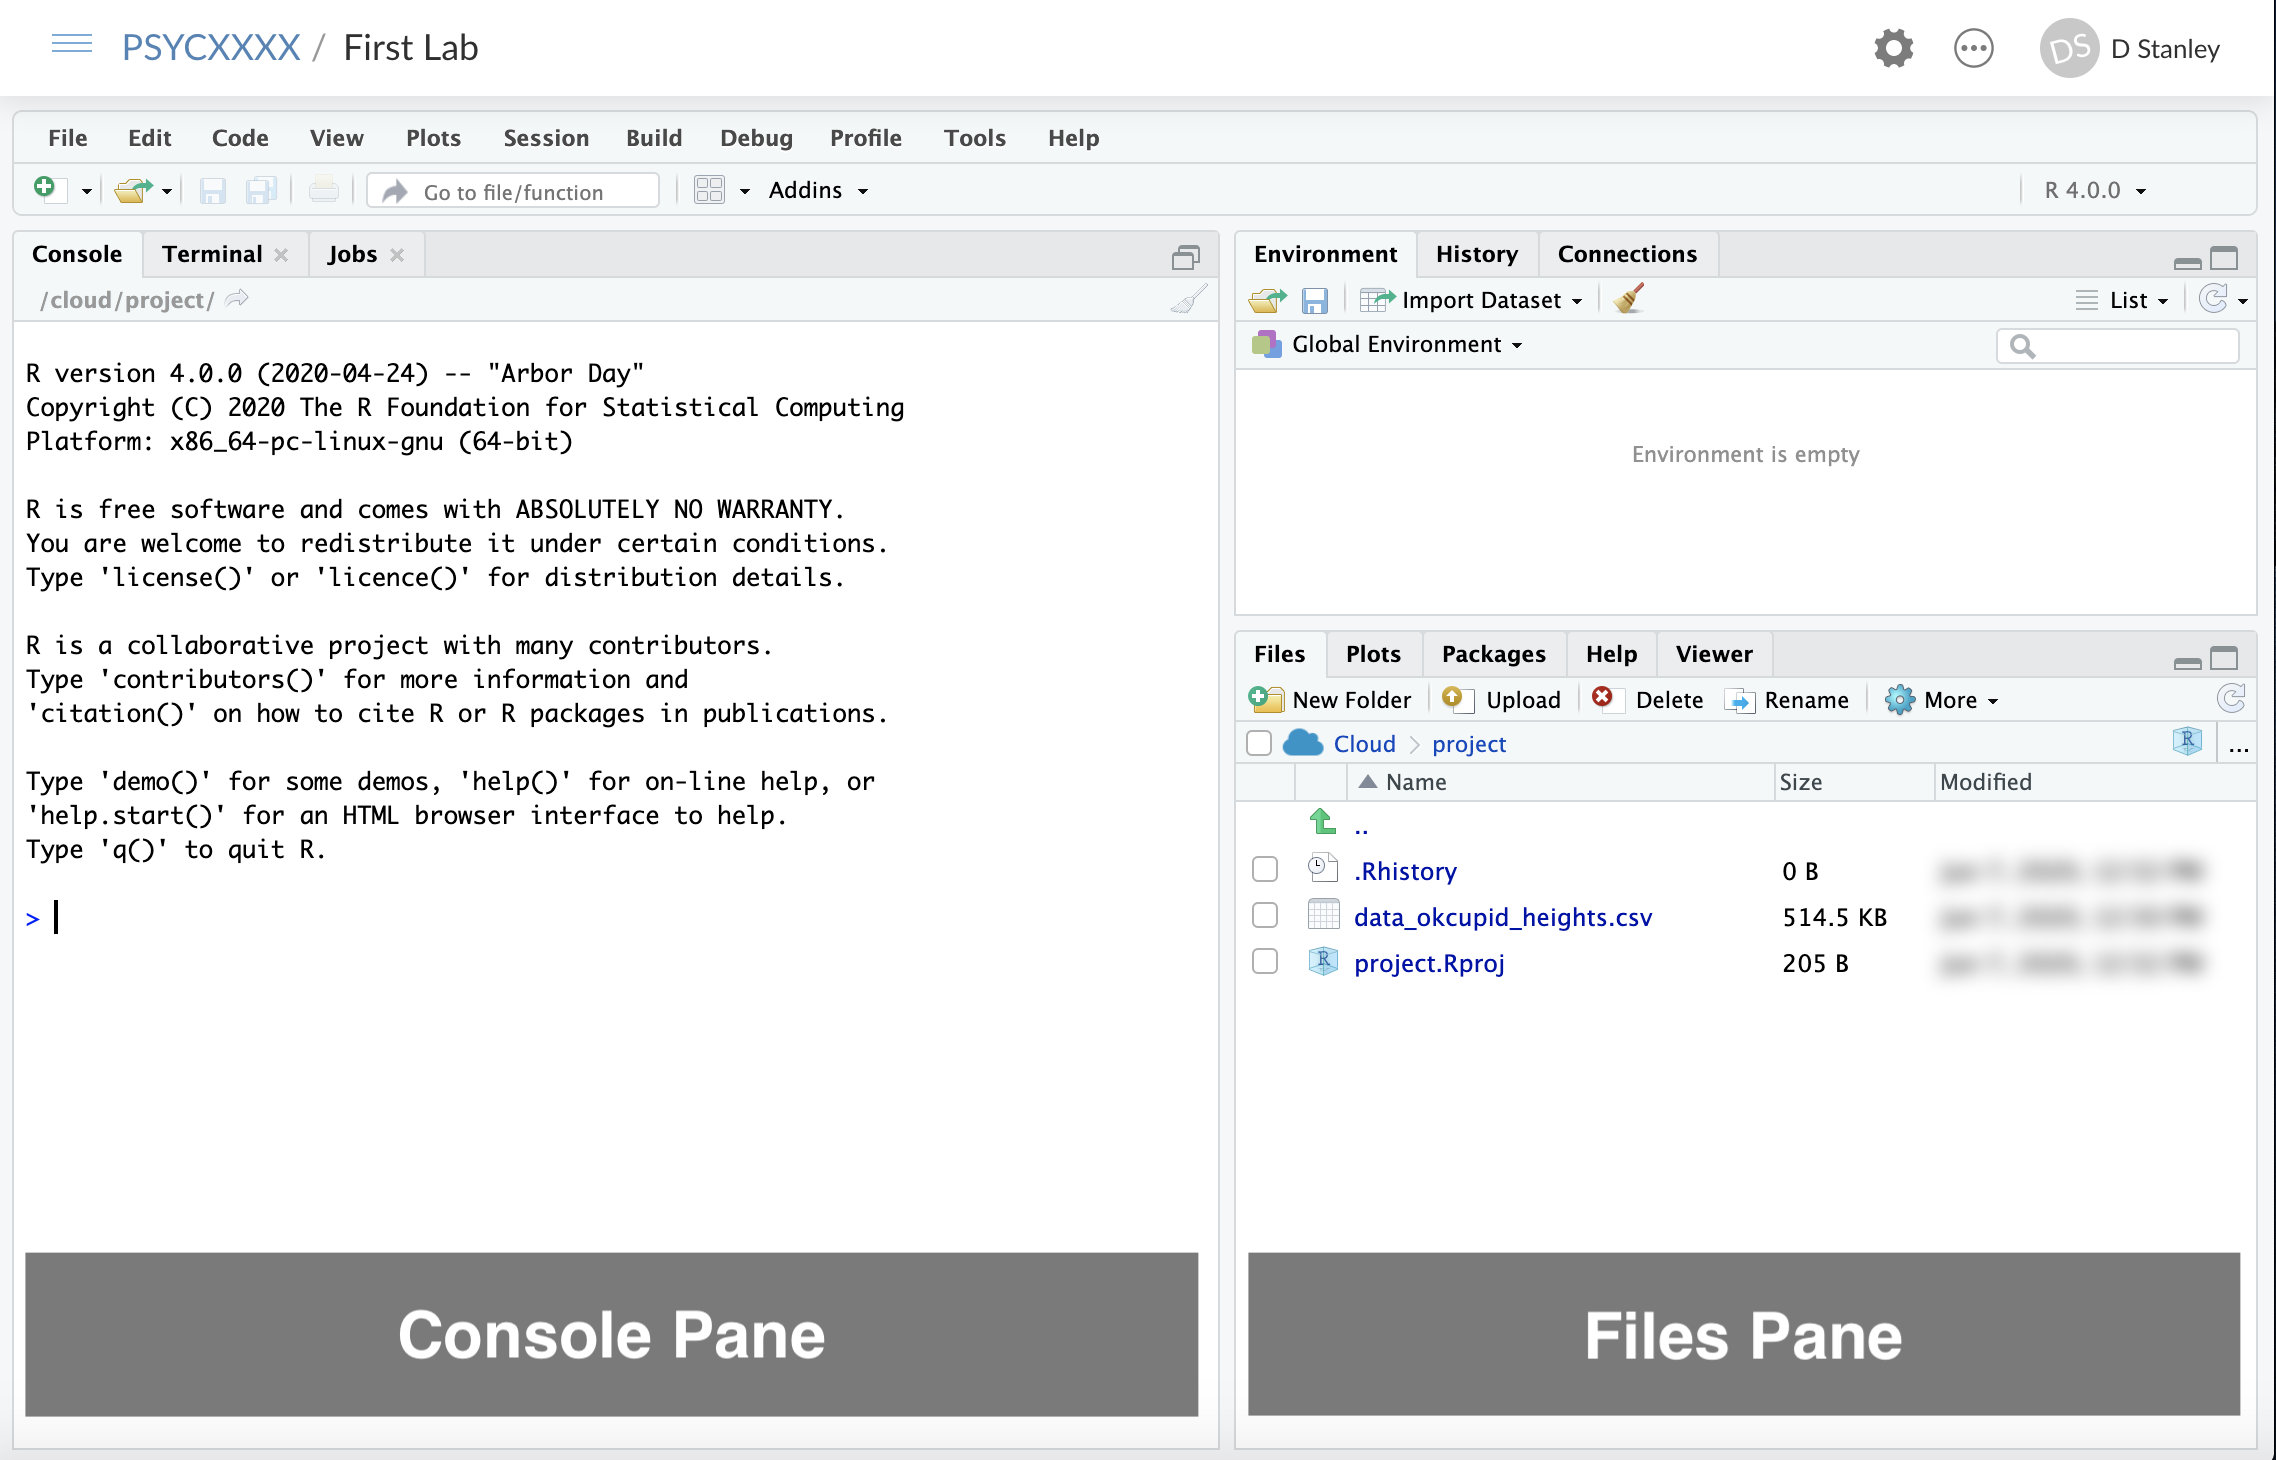 PSYCXXXX / First Lab
DS D Stanley
File Edit Code View Plots Session Build Debug Profile Tools Help
Go to file/function Addins R 4.0.0
Console Terminal Jobs
/cloud/project/
R version 4.0.0 (2020-04-24) -- "Arbor Day"
Copyright (C) 2020 The R Foundation for Statistical Computing
Platform: x86_64-pc-linux-gnu (64-bit)
R is free software and comes with ABSOLUTELY NO WARRANTY.
You are welcome to redistribute it under certain conditions.
Type 'license()' or 'licence()' for distribution details.
R is a collaborative project with many contributors.
Type 'contributors()' for more information and
'citation()' on how to cite R or R packages in publications.
Type 'demo()' for some demos, 'help()' for on-line help, or
'help.start()' for an HTML browser interface to help.
Type 'q()' to quit R.
>
Console Pane
Environment History Connections
Import Dataset List
Global Environment
Environment is empty
Files Plots Packages Help Viewer
New Folder Upload Delete Rename More
Cloud project R ...
Name Size Modified
..
.Rhistory 0 B
data_okcupid_heights.csv 514.5 KB
R project.Rproj 205 B
Files Pane